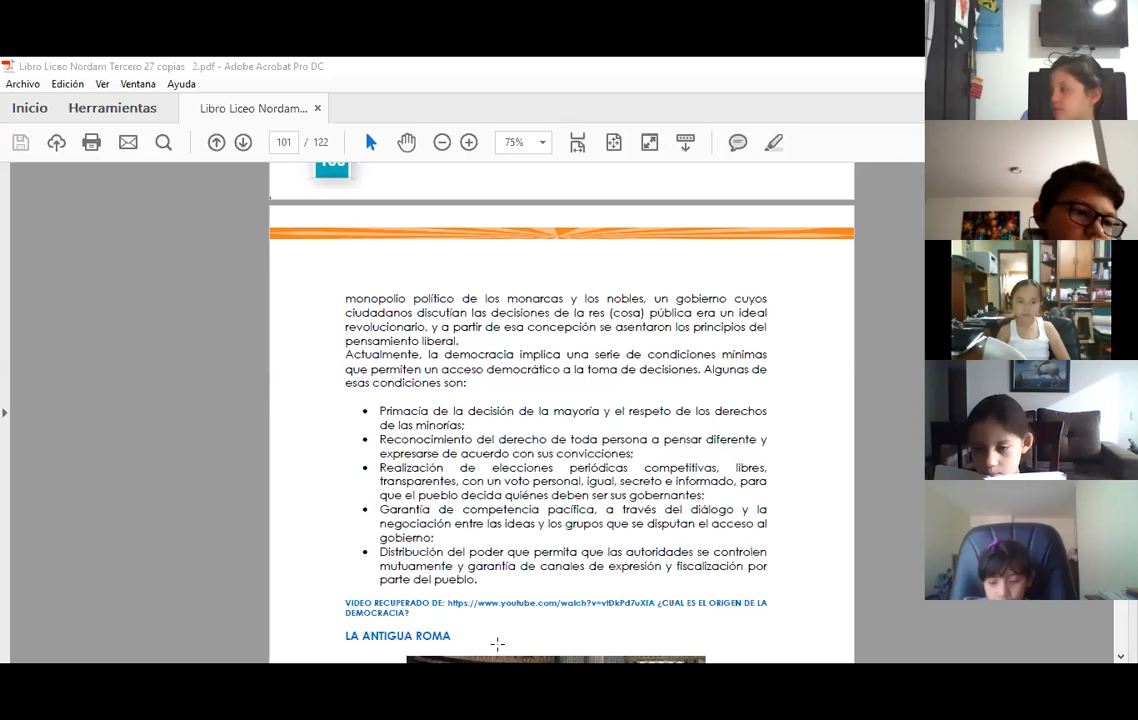 Libro Liceo Nordam Tercero 27 copias 2.pdf - Adobe Acrobat Pro DC
Archivo Edición Ver Ventana Ayuda
Inicio Herramientas Libro Liceo Nordam... ×
101 / 122 75%
monopolio político de los monarcas y los nobles, un gobierno cuyos
ciudadanos discutían las decisiones de la res (cosa) pública era un ideal
revolucionario, y a partir de esa concepción se asentaron los principios del
pensamiento liberal.
Actualmente, la democracia implica una serie de condiciones mínimas
que permiten un acceso democrático a la toma de decisiones. Algunas de
esas condiciones son:
• Primacía de la decisión de la mayoría y el respeto de los derechos
de las minorías;
• Reconocimiento del derecho de toda persona a pensar diferente y
expresarse de acuerdo con sus convicciones;
• Realización de elecciones periódicas competitivas, libres,
transparentes, con un voto personal, igual, secreto e informado, para
que el pueblo decida quiénes deben ser sus gobernantes;
• Garantía de competencia pacífica, a través del diálogo y la
negociación entre las ideas y los grupos que se disputan el acceso al
gobierno;
• Distribución del poder que permita que las autoridades se controlen
mutuamente y garantía de canales de expresión y fiscalización por
parte del pueblo.
VIDEO RECUPERADO DE: ¿CUAL ES EL ORIGEN DE LA
DEMOCRACIA?
LA ANTIGUA ROMA